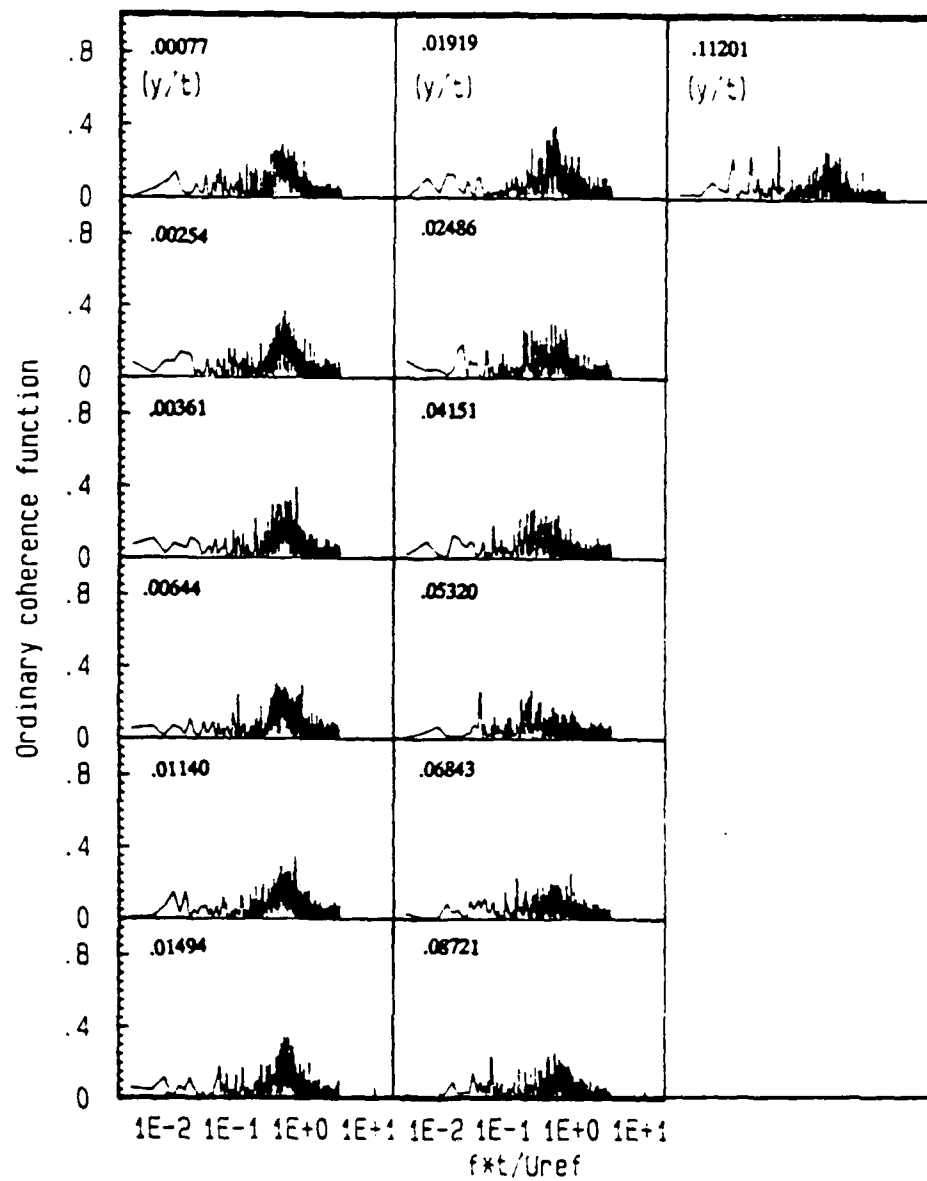 Ordinary coherence function
.8 .00077 .01919 .11201
(y/t) (y/t) (y/t)
.4
0
.8 .00254 .02486
.4
0
.8 .00361 .04151
.4
0
.8 .00644 .05320
.4
0
.8 .01140 .06843
.4
0
.8 .01494 .08721
.4
0
1E-2 1E-1 1E+0 1E+1 1E-2 1E-1 1E+0 1E+1
f*t/Uref